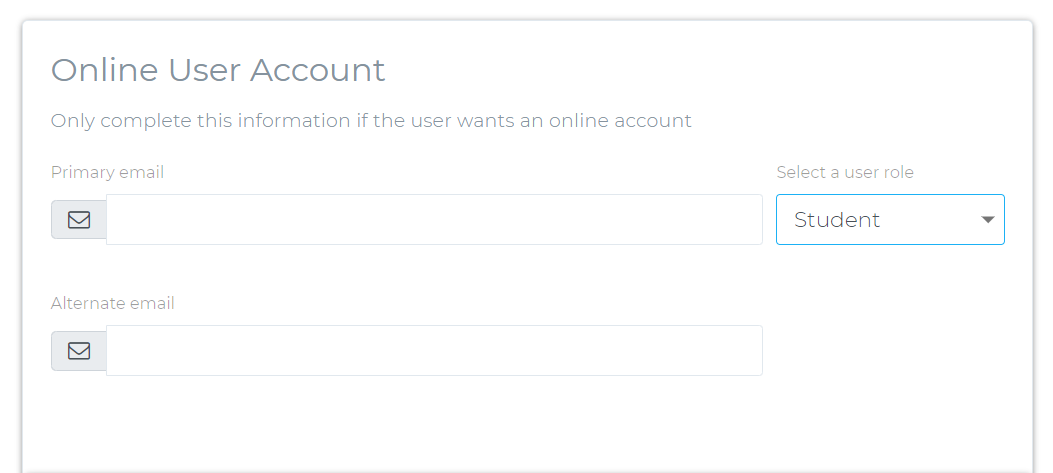 Online User Account
Only complete this information if the user wants an online account
Primary email
Select a user role
Student
Alternate email